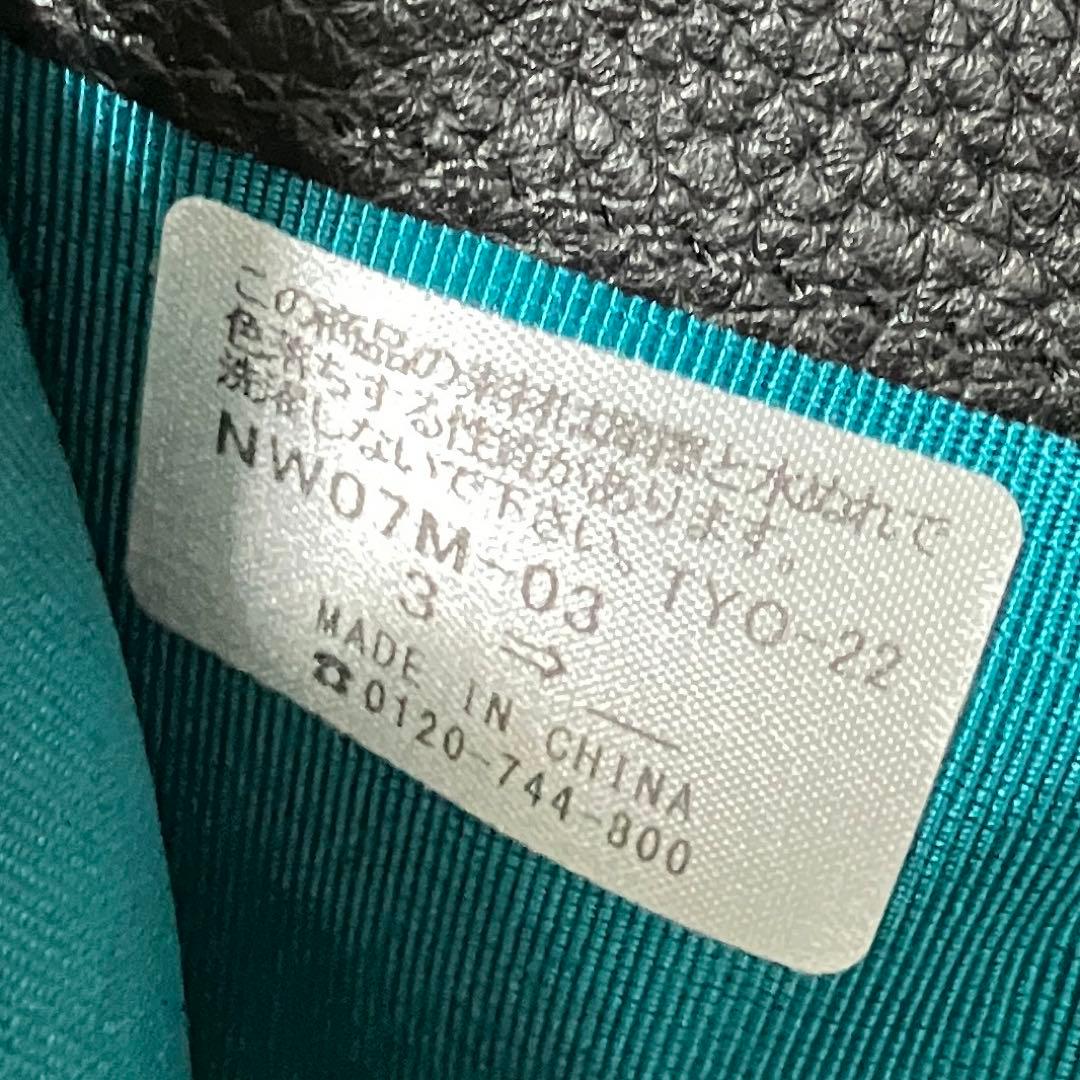 この商品の素材は摩擦と水ぬれで
色落ちする性質があります。
洗濯しないで下さい、
NW07M-03 TYO-22
3 ⇒
MADE IN CHINA
☎0120-744-800